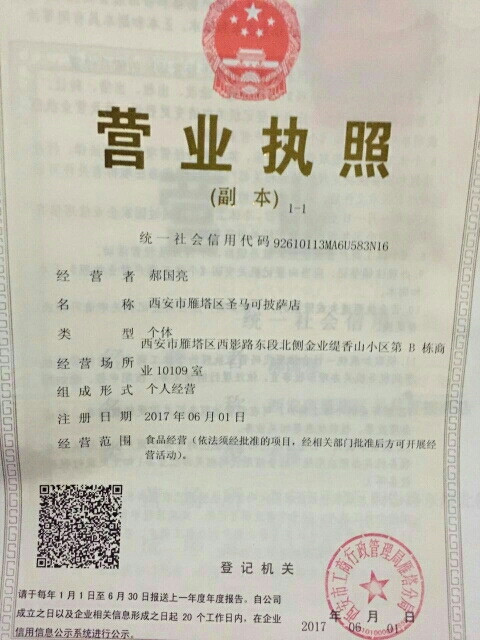 营业执照
(副 本) 1-1
统一社会信用代码 92610113MA6U583N16
经营者 郝国亮
名称 西安市雁塔区圣马可披萨店
类型 个体
经营场所 西安市雁塔区西影路东段北侧金业缇香山小区第 B 栋商
业 10109 室
组成形式 个人经营
注册日期 2017 年 06 月 01 日
经营范围 食品经营（依法须经批准的项目，经相关部门批准后方可开展经
营活动）。
登记机关
西安市工商行政管理局雁塔分局
请于每年 1 月 1 日至 6 月 30 日报送上一年度年度报告。自公司
成立之日以及企业相关信息形成之日起 20 个工作日内，在企业
信用信息公示系统进行公示。
2017 年 06 月 01 日